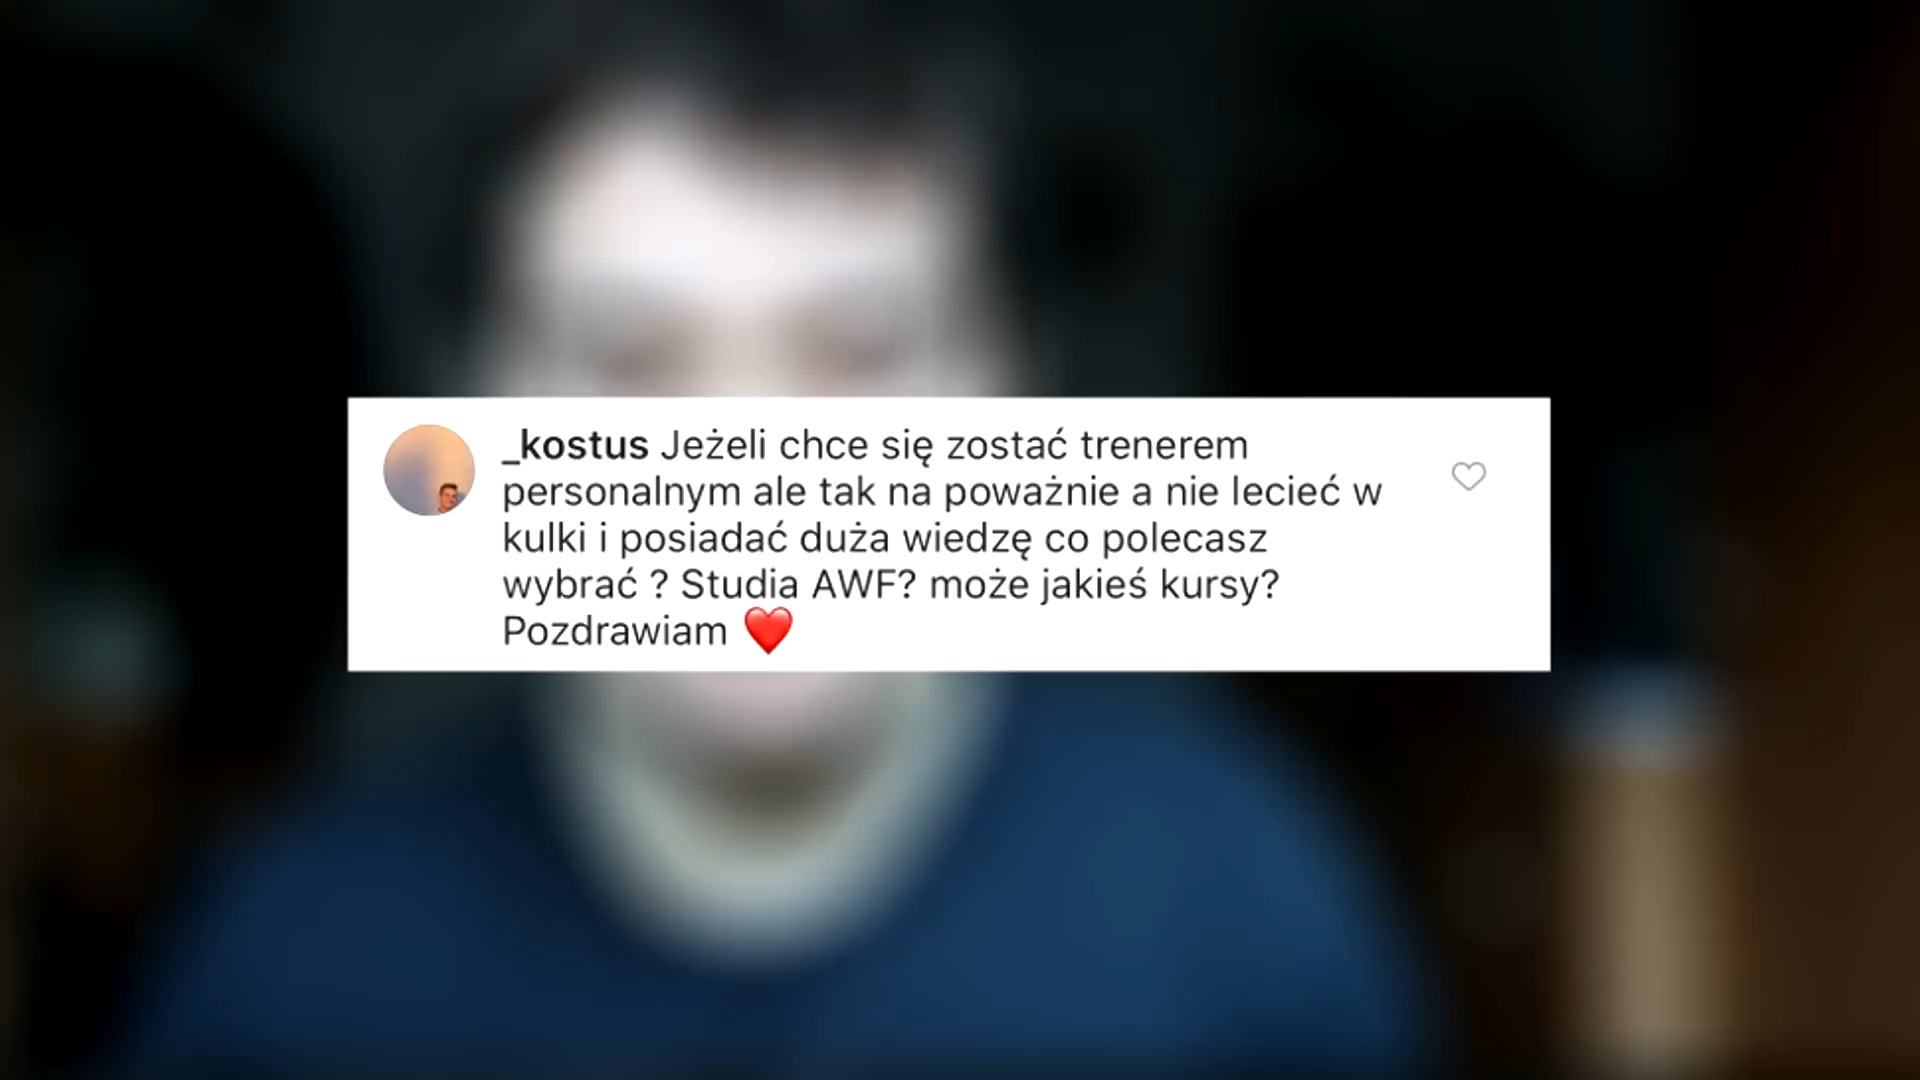 _kostus Jeżeli chce się zostać trenerem
personalnym ale tak na poważnie a nie lecieć w
kulki i posiadać duża wiedzę co polecasz
wybrać ? Studia AWF? może jakieś kursy?
Pozdrawiam ❤️